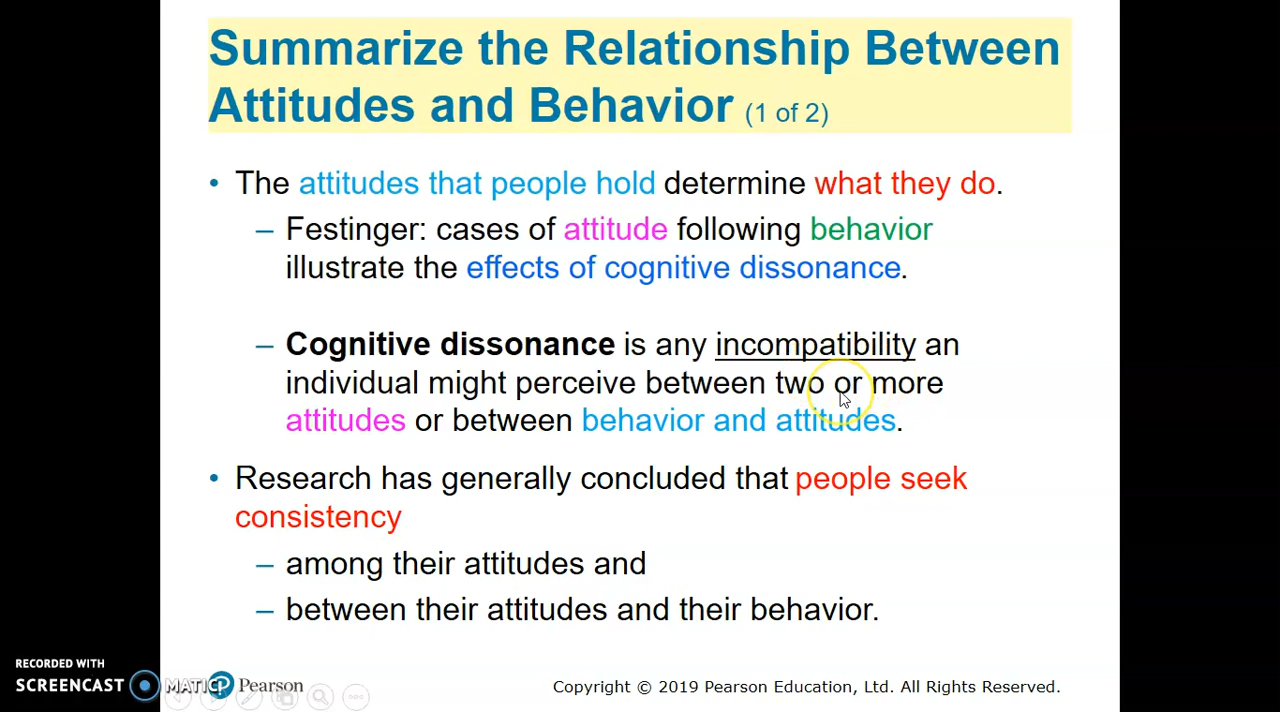 Summarize the Relationship Between
Attitudes and Behavior (1 of 2)
• The attitudes that people hold determine what they do.
– Festinger: cases of attitude following behavior
illustrate the effects of cognitive dissonance.
– Cognitive dissonance is any incompatibility an
individual might perceive between two or more
attitudes or between behavior and attitudes.
• Research has generally concluded that people seek
consistency
– among their attitudes and
– between their attitudes and their behavior.
RECORDED WITH
SCREENCAST MATIC
Pearson
Copyright © 2019 Pearson Education, Ltd. All Rights Reserved.